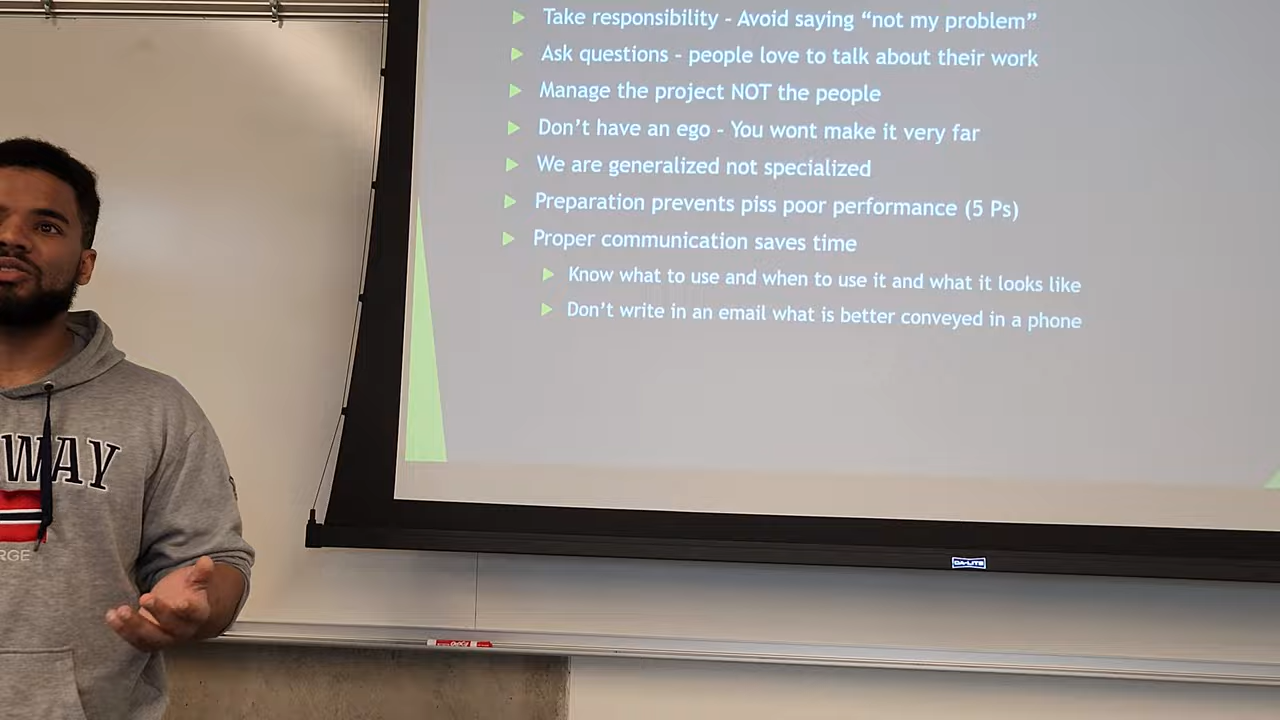 Take responsibility - Avoid saying “not my problem”
Ask questions - people love to talk about their work
Manage the project NOT the people
Don’t have an ego - You wont make it very far
We are generalized not specialized
Preparation prevents piss poor performance (5 Ps)
Proper communication saves time
Know what to use and when to use it and what it looks like
Don’t write in an email what is better conveyed in a phone
WAY
RGE
DA-LITE